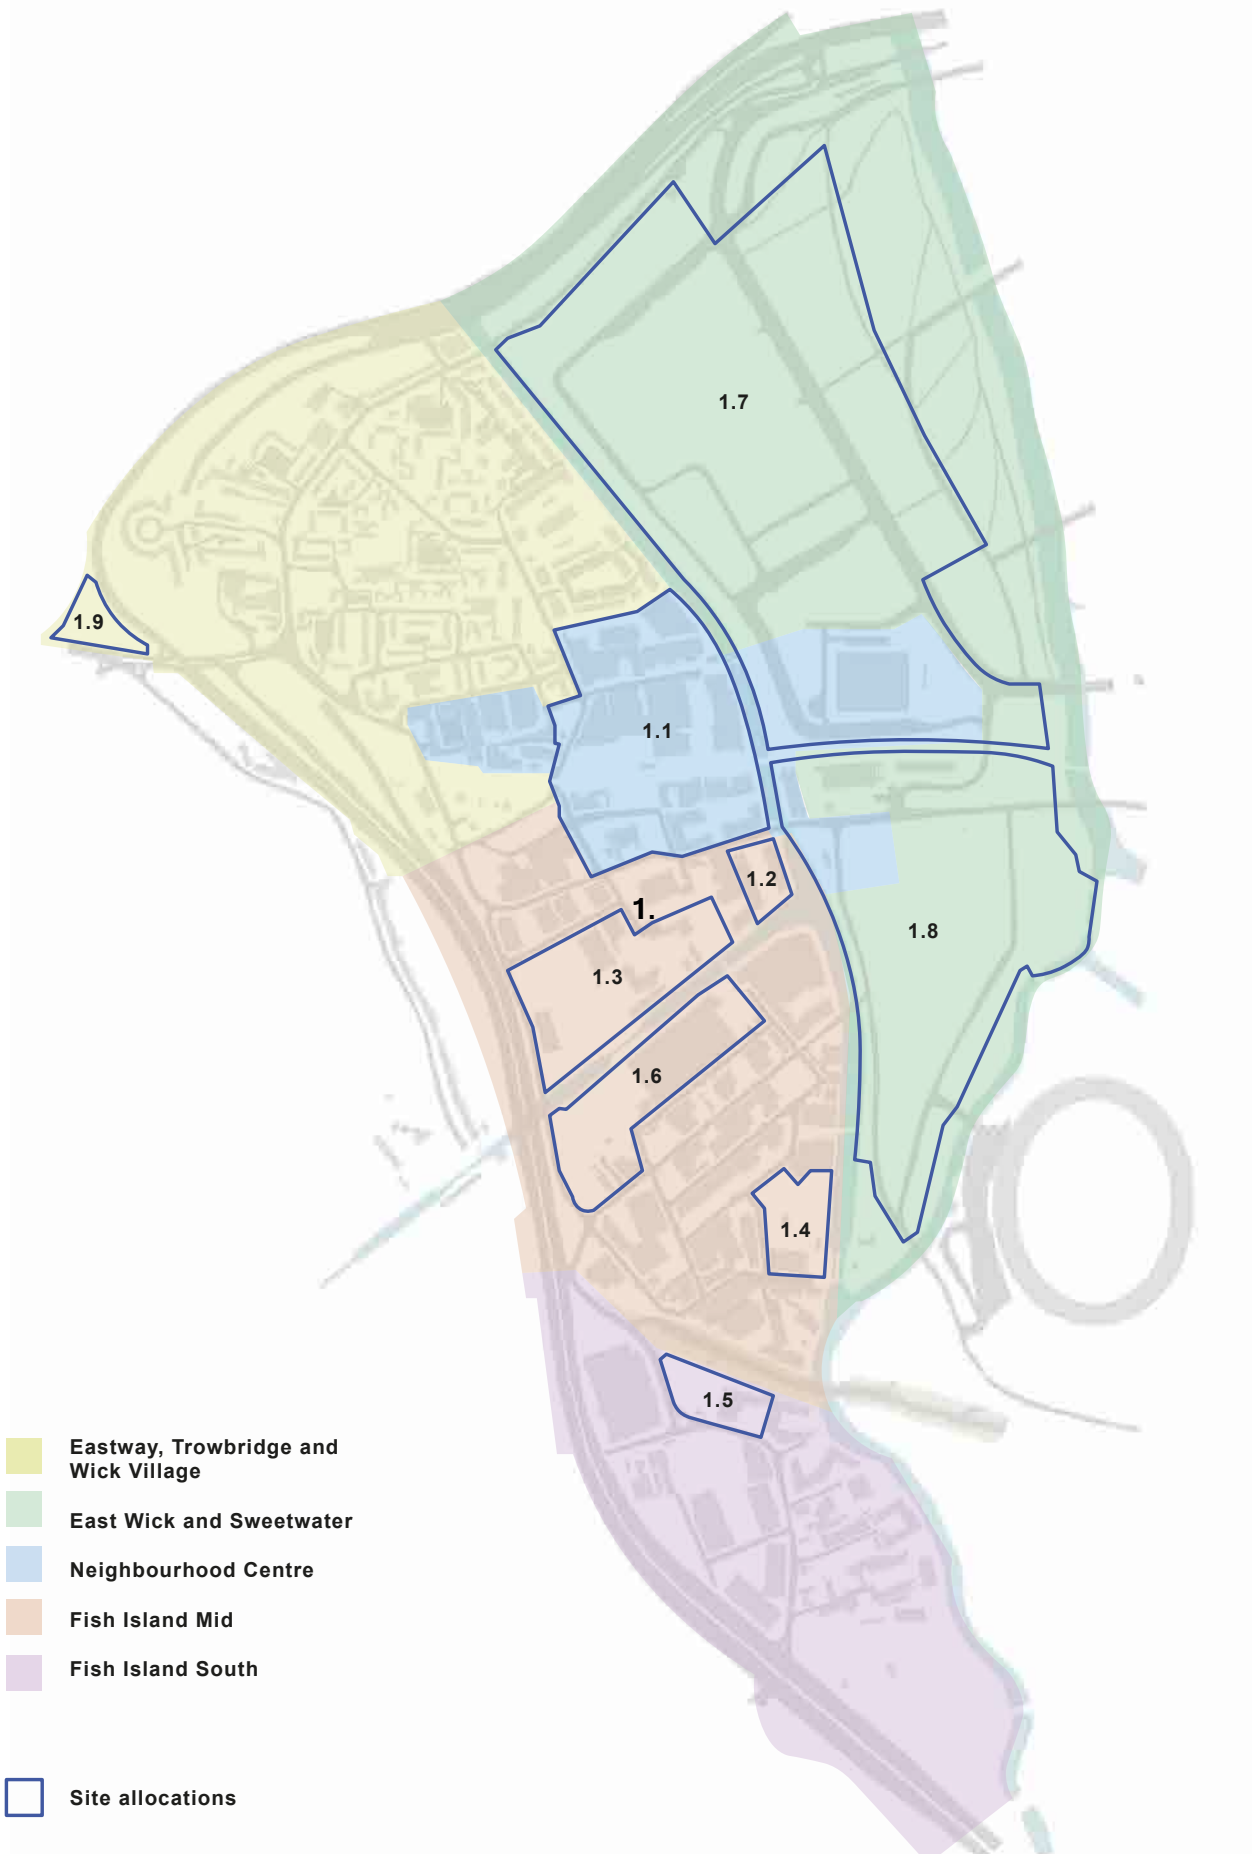 1.7
1.9
1.1
1.2
1.
1.8
1.3
1.6
1.4
1.5
Eastway, Trowbridge and
Wick Village
East Wick and Sweetwater
Neighbourhood Centre
Fish Island Mid
Fish Island South
Site allocations